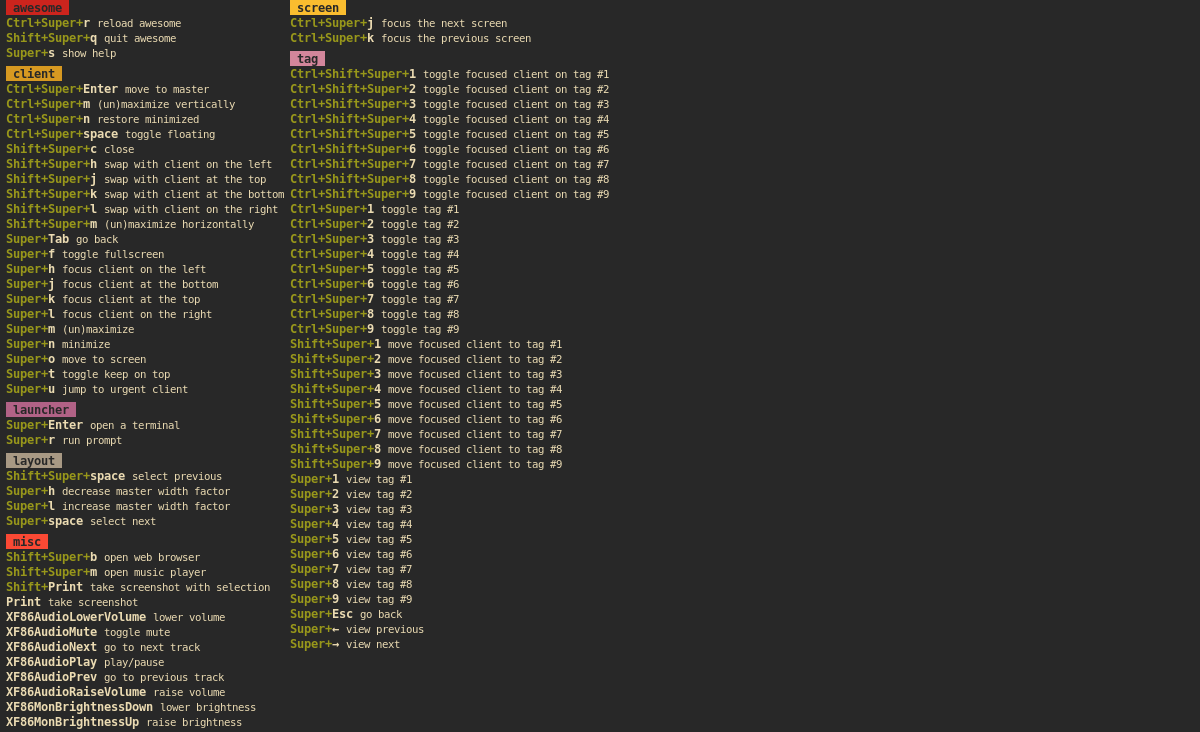 awesome
Ctrl+Super+r reload awesome
Shift+Super+q quit awesome
Super+s show help
client
Ctrl+Super+Enter move to master
Ctrl+Super+m (un)maximize vertically
Ctrl+Super+n restore minimized
Ctrl+Super+space toggle floating
Shift+Super+c close
Shift+Super+h swap with client on the left
Shift+Super+j swap with client at the top
Shift+Super+k swap with client at the bottom
Shift+Super+l swap with client on the right
Shift+Super+m (un)maximize horizontally
Super+Tab go back
Super+f toggle fullscreen
Super+h focus client on the left
Super+j focus client at the bottom
Super+k focus client at the top
Super+l focus client on the right
Super+m (un)maximize
Super+n minimize
Super+o move to screen
Super+t toggle keep on top
Super+u jump to urgent client
launcher
Super+Enter open a terminal
Super+r run prompt
layout
Shift+Super+space select previous
Super+h decrease master width factor
Super+l increase master width factor
Super+space select next
misc
Shift+Super+b open web browser
Shift+Super+m open music player
Shift+Print take screenshot with selection
Print take screenshot
XF86AudioLowerVolume lower volume
XF86AudioMute toggle mute
XF86AudioNext go to next track
XF86AudioPlay play/pause
XF86AudioPrev go to previous track
XF86AudioRaiseVolume raise volume
XF86MonBrightnessDown lower brightness
XF86MonBrightnessUp raise brightness
screen
Ctrl+Super+j focus the next screen
Ctrl+Super+k focus the previous screen
tag
Ctrl+Shift+Super+1 toggle focused client on tag #1
Ctrl+Shift+Super+2 toggle focused client on tag #2
Ctrl+Shift+Super+3 toggle focused client on tag #3
Ctrl+Shift+Super+4 toggle focused client on tag #4
Ctrl+Shift+Super+5 toggle focused client on tag #5
Ctrl+Shift+Super+6 toggle focused client on tag #6
Ctrl+Shift+Super+7 toggle focused client on tag #7
Ctrl+Shift+Super+8 toggle focused client on tag #8
Ctrl+Shift+Super+9 toggle focused client on tag #9
Ctrl+Super+1 toggle tag #1
Ctrl+Super+2 toggle tag #2
Ctrl+Super+3 toggle tag #3
Ctrl+Super+4 toggle tag #4
Ctrl+Super+5 toggle tag #5
Ctrl+Super+6 toggle tag #6
Ctrl+Super+7 toggle tag #7
Ctrl+Super+8 toggle tag #8
Ctrl+Super+9 toggle tag #9
Shift+Super+1 move focused client to tag #1
Shift+Super+2 move focused client to tag #2
Shift+Super+3 move focused client to tag #3
Shift+Super+4 move focused client to tag #4
Shift+Super+5 move focused client to tag #5
Shift+Super+6 move focused client to tag #6
Shift+Super+7 move focused client to tag #7
Shift+Super+8 move focused client to tag #8
Shift+Super+9 move focused client to tag #9
Super+1 view tag #1
Super+2 view tag #2
Super+3 view tag #3
Super+4 view tag #4
Super+5 view tag #5
Super+6 view tag #6
Super+7 view tag #7
Super+8 view tag #8
Super+9 view tag #9
Super+Esc go back
Super+← view previous
Super+→ view next